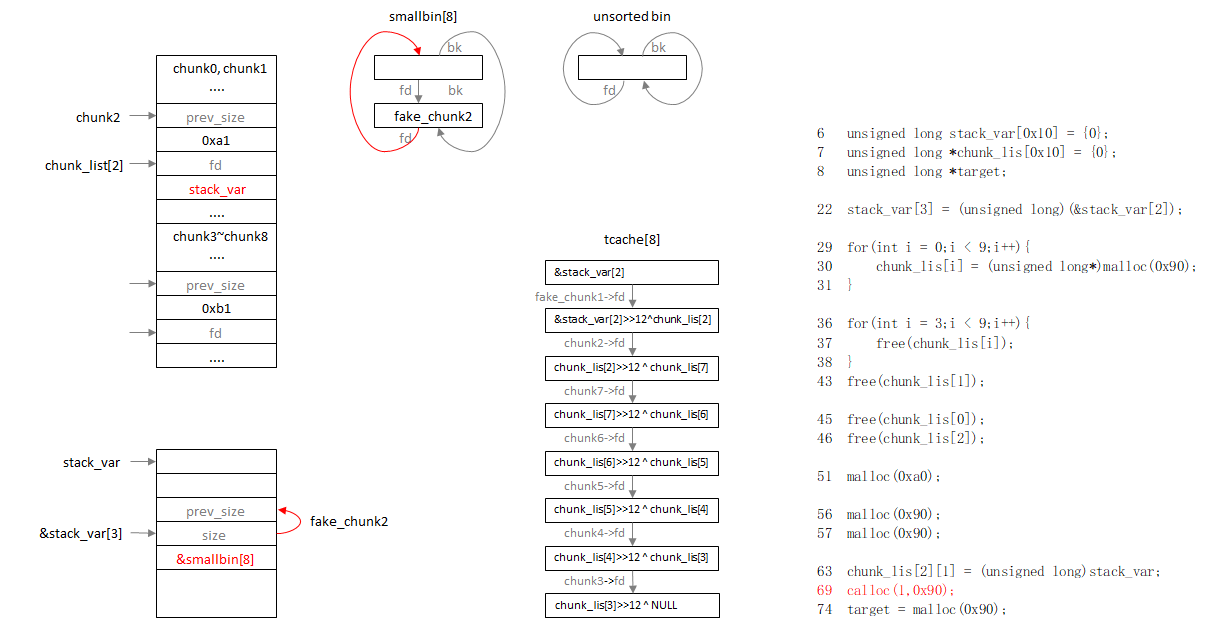 smallbin[8]
unsorted bin
bk
bk
chunk0, chunk1
....
fd
bk
fd
chunk2
prev_size
fake_chunk2
0xa1
fd
chunk_list[2]
fd
stack_var
....
chunk3~chunk8
....
prev_size
0xb1
fd
....
stack_var
prev_size
fake_chunk2
&stack_var[3]
size
&smallbin[8]
tcache[8]
&stack_var[2]
fake_chunk1->fd
&stack_var[2]>>12^chunk_lis[2]
chunk2->fd
chunk_lis[2]>>12 ^ chunk_lis[7]
chunk7->fd
chunk_lis[7]>>12 ^ chunk_lis[6]
chunk6->fd
chunk_lis[6]>>12 ^ chunk_lis[5]
chunk5->fd
chunk_lis[5]>>12 ^ chunk_lis[4]
chunk4->fd
chunk_lis[4]>>12 ^ chunk_lis[3]
chunk3->fd
chunk_lis[3]>>12 ^ NULL
6 unsigned long stack_var[0x10] = {0};
7 unsigned long *chunk_lis[0x10] = {0};
8 unsigned long *target;
22 stack_var[3] = (unsigned long)(&stack_var[2]);
29 for(int i = 0;i < 9;i++){
30 chunk_lis[i] = (unsigned long*)malloc(0x90);
31 }
36 for(int i = 3;i < 9;i++){
37 free(chunk_lis[i]);
38 }
43 free(chunk_lis[1]);
45 free(chunk_lis[0]);
46 free(chunk_lis[2]);
51 malloc(0xa0);
56 malloc(0x90);
57 malloc(0x90);
63 chunk_lis[2][1] = (unsigned long)stack_var;
69 calloc(1,0x90);
74 target = malloc(0x90);